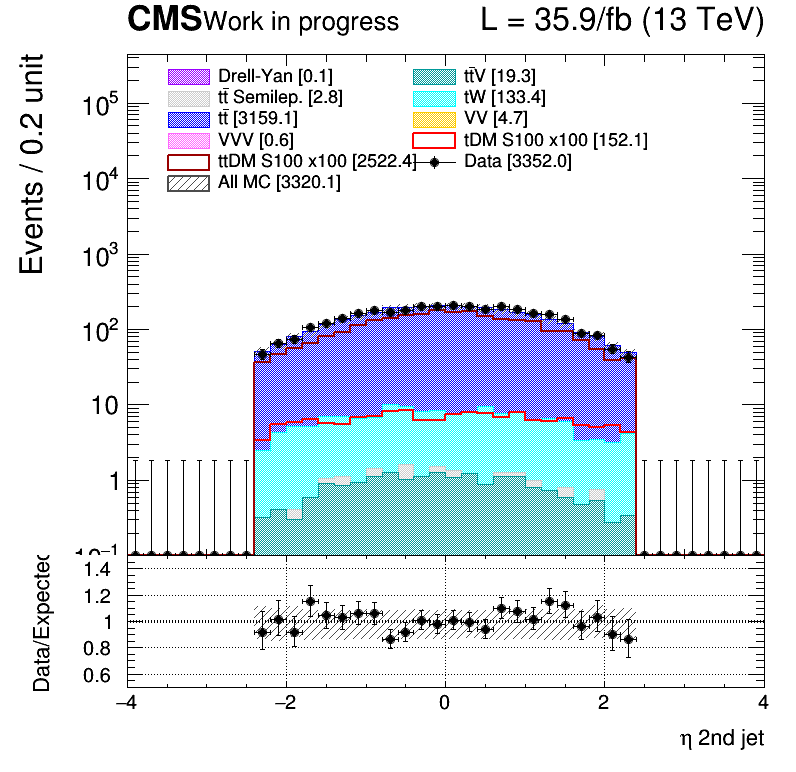 CMS Work in progress L = 35.9/fb (13 TeV)
Events / 0.2 unit
Drell-Yan [0.1] tt̄V [19.3]
tt̄ Semilep. [2.8] tW [133.4]
tt̄ [3159.1] VV [4.7]
VVV [0.6] tDM S100 x100 [152.1]
ttDM S100 x100 [2522.4] Data [3352.0]
All MC [3320.1]
10⁵
10⁴
10³
10²
10
1
10⁻¹
Data/Expected
1.4
1.2
1
0.8
0.6
−4 −2 0 2 4
η 2nd jet